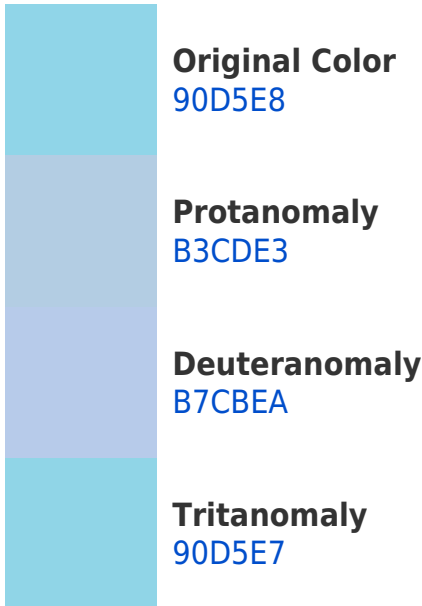 Original Color
90D5E8
Protanomaly
B3CDE3
Deuteranomaly
B7CBEA
Tritanomaly
90D5E7